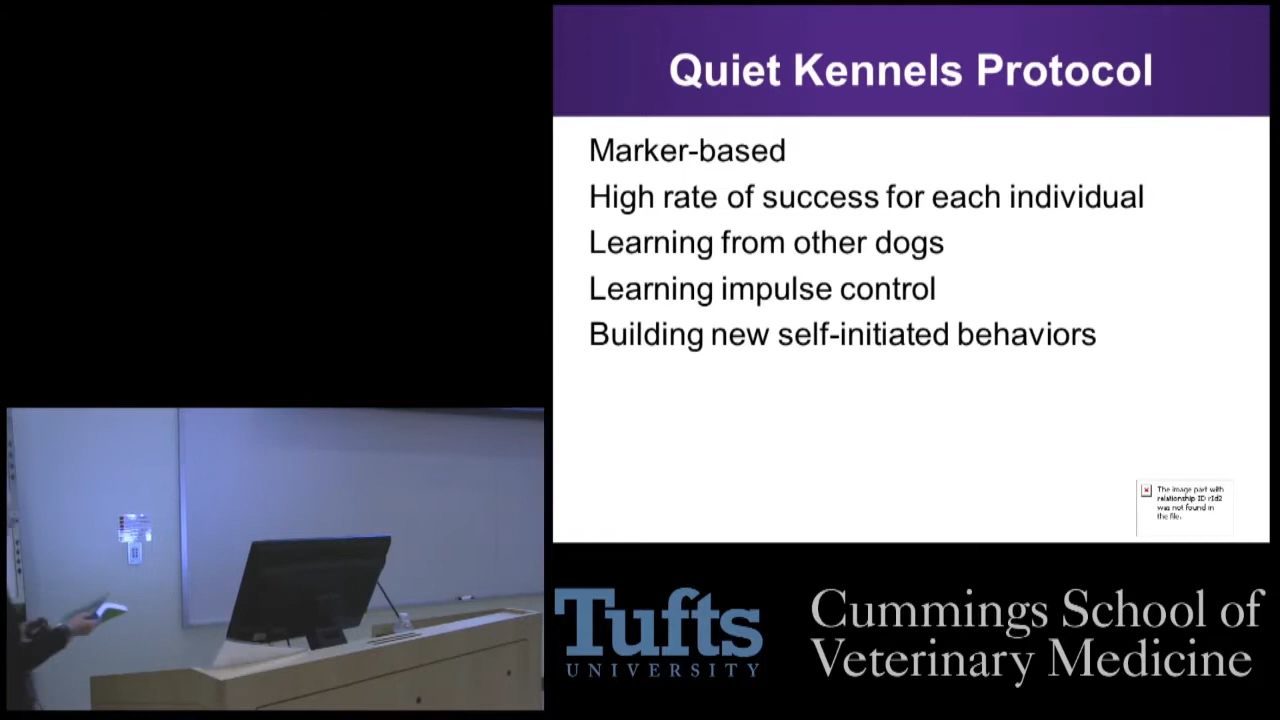 Quiet Kennels Protocol
Marker-based
High rate of success for each individual
Learning from other dogs
Learning impulse control
Building new self-initiated behaviors
The image part with
relationship ID rId2
was not found in
the file.
Tufts
UNIVERSITY
Cummings School of
Veterinary Medicine